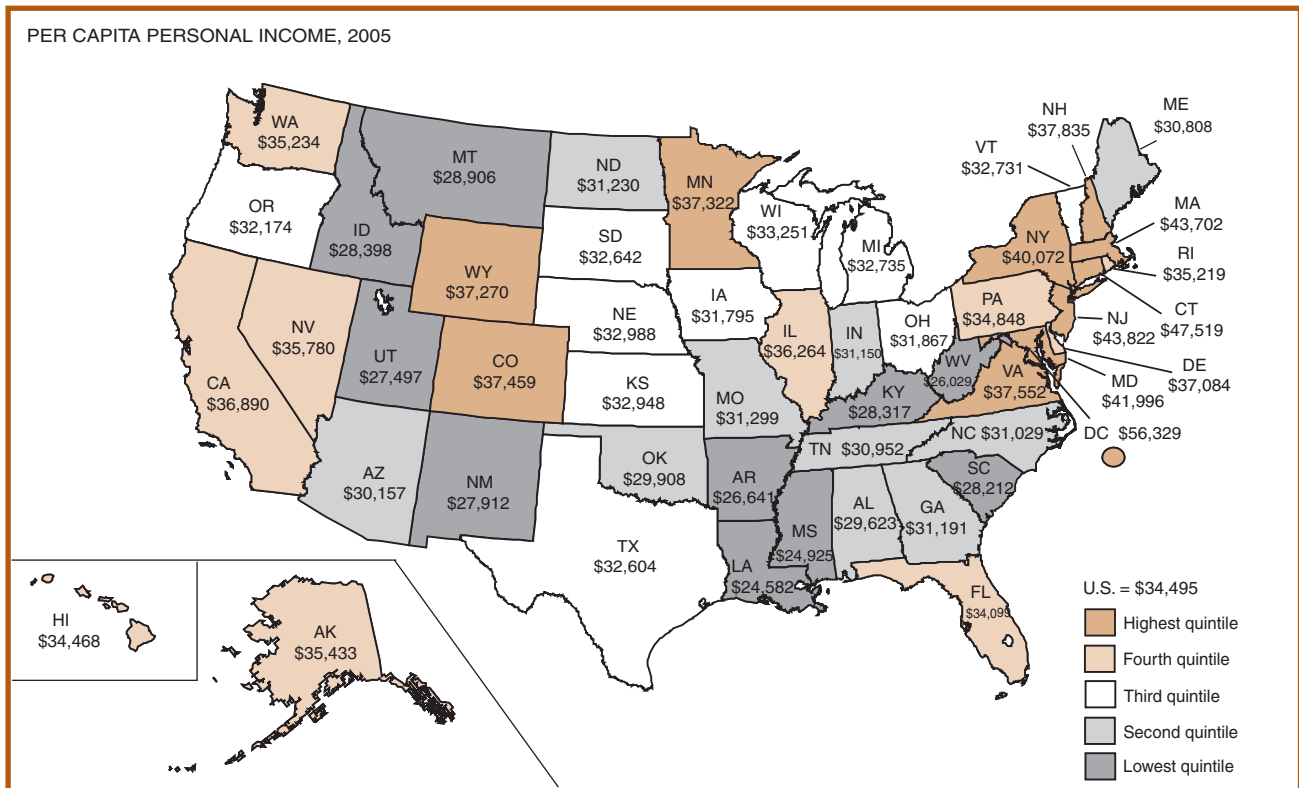 PER CAPITA PERSONAL INCOME, 2005
WA
$35,234
OR
$32,174
CA
$36,890
NV
$35,780
ID
$28,398
MT
$28,906
WY
$37,270
UT
$27,497
CO
$37,459
AZ
$30,157
NM
$27,912
ND
$31,230
SD
$32,642
NE
$32,988
KS
$32,948
OK
$29,908
TX
$32,604
MN
$37,322
IA
$31,795
MO
$31,299
AR
$26,641
LA
$24,582
WI
$33,251
IL
$36,264
MI
$32,735
IN
$31,150
OH
$31,867
KY
$28,317
TN $30,952
MS
$24,925
AL
$29,623
GA
$31,191
FL
$34,099
SC
$28,212
NC $31,029
VA
$37,552
WV
$26,029
PA
$34,848
NY
$40,072
VT
$32,731
NH
$37,835
ME
$30,808
MA
$43,702
RI
$35,219
CT
$47,519
NJ
$43,822
DE
$37,084
MD
$41,996
DC $56,329
HI
$34,468
AK
$35,433
U.S. = $34,495
Highest quintile
Fourth quintile
Third quintile
Second quintile
Lowest quintile